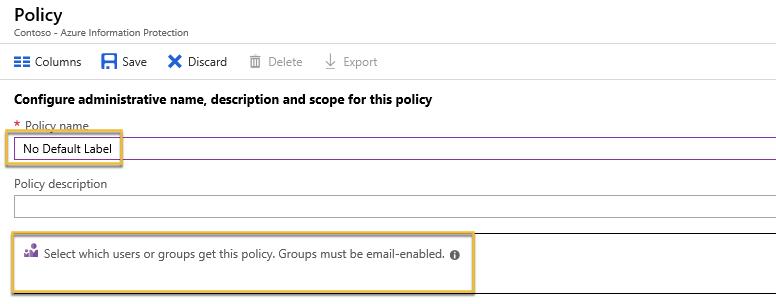 Policy
Contoso - Azure Information Protection
Columns Save Discard Delete Export
Configure administrative name, description and scope for this policy
* Policy name
No Default Label
Policy description
Select which users or groups get this policy. Groups must be email-enabled.